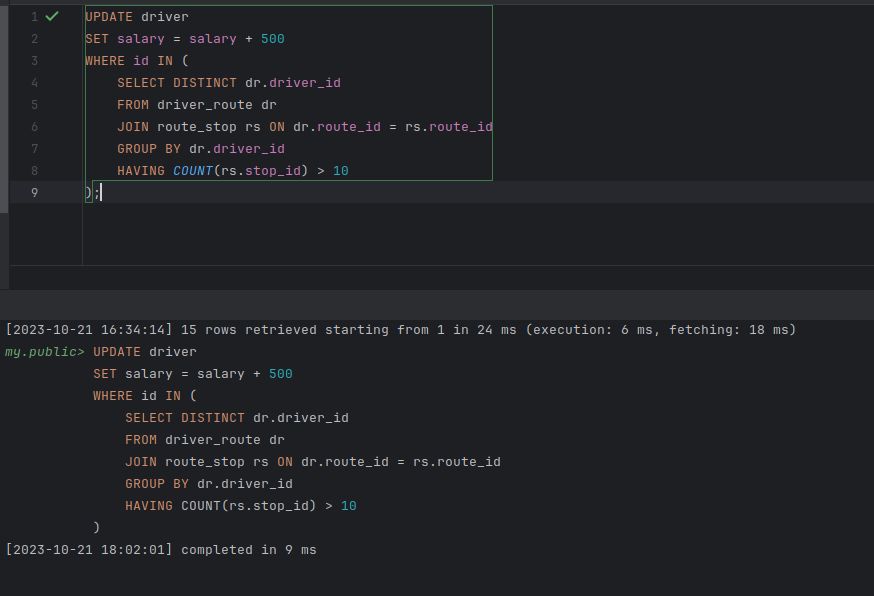 1 UPDATE driver
2 SET salary = salary + 500
3 WHERE id IN (
4 SELECT DISTINCT dr.driver_id
5 FROM driver_route dr
6 JOIN route_stop rs ON dr.route_id = rs.route_id
7 GROUP BY dr.driver_id
8 HAVING COUNT(rs.stop_id) > 10
9 );
[2023-10-21 16:34:14] 15 rows retrieved starting from 1 in 24 ms (execution: 6 ms, fetching: 18 ms)
my.public> UPDATE driver
SET salary = salary + 500
WHERE id IN (
SELECT DISTINCT dr.driver_id
FROM driver_route dr
JOIN route_stop rs ON dr.route_id = rs.route_id
GROUP BY dr.driver_id
HAVING COUNT(rs.stop_id) > 10
)
[2023-10-21 18:02:01] completed in 9 ms